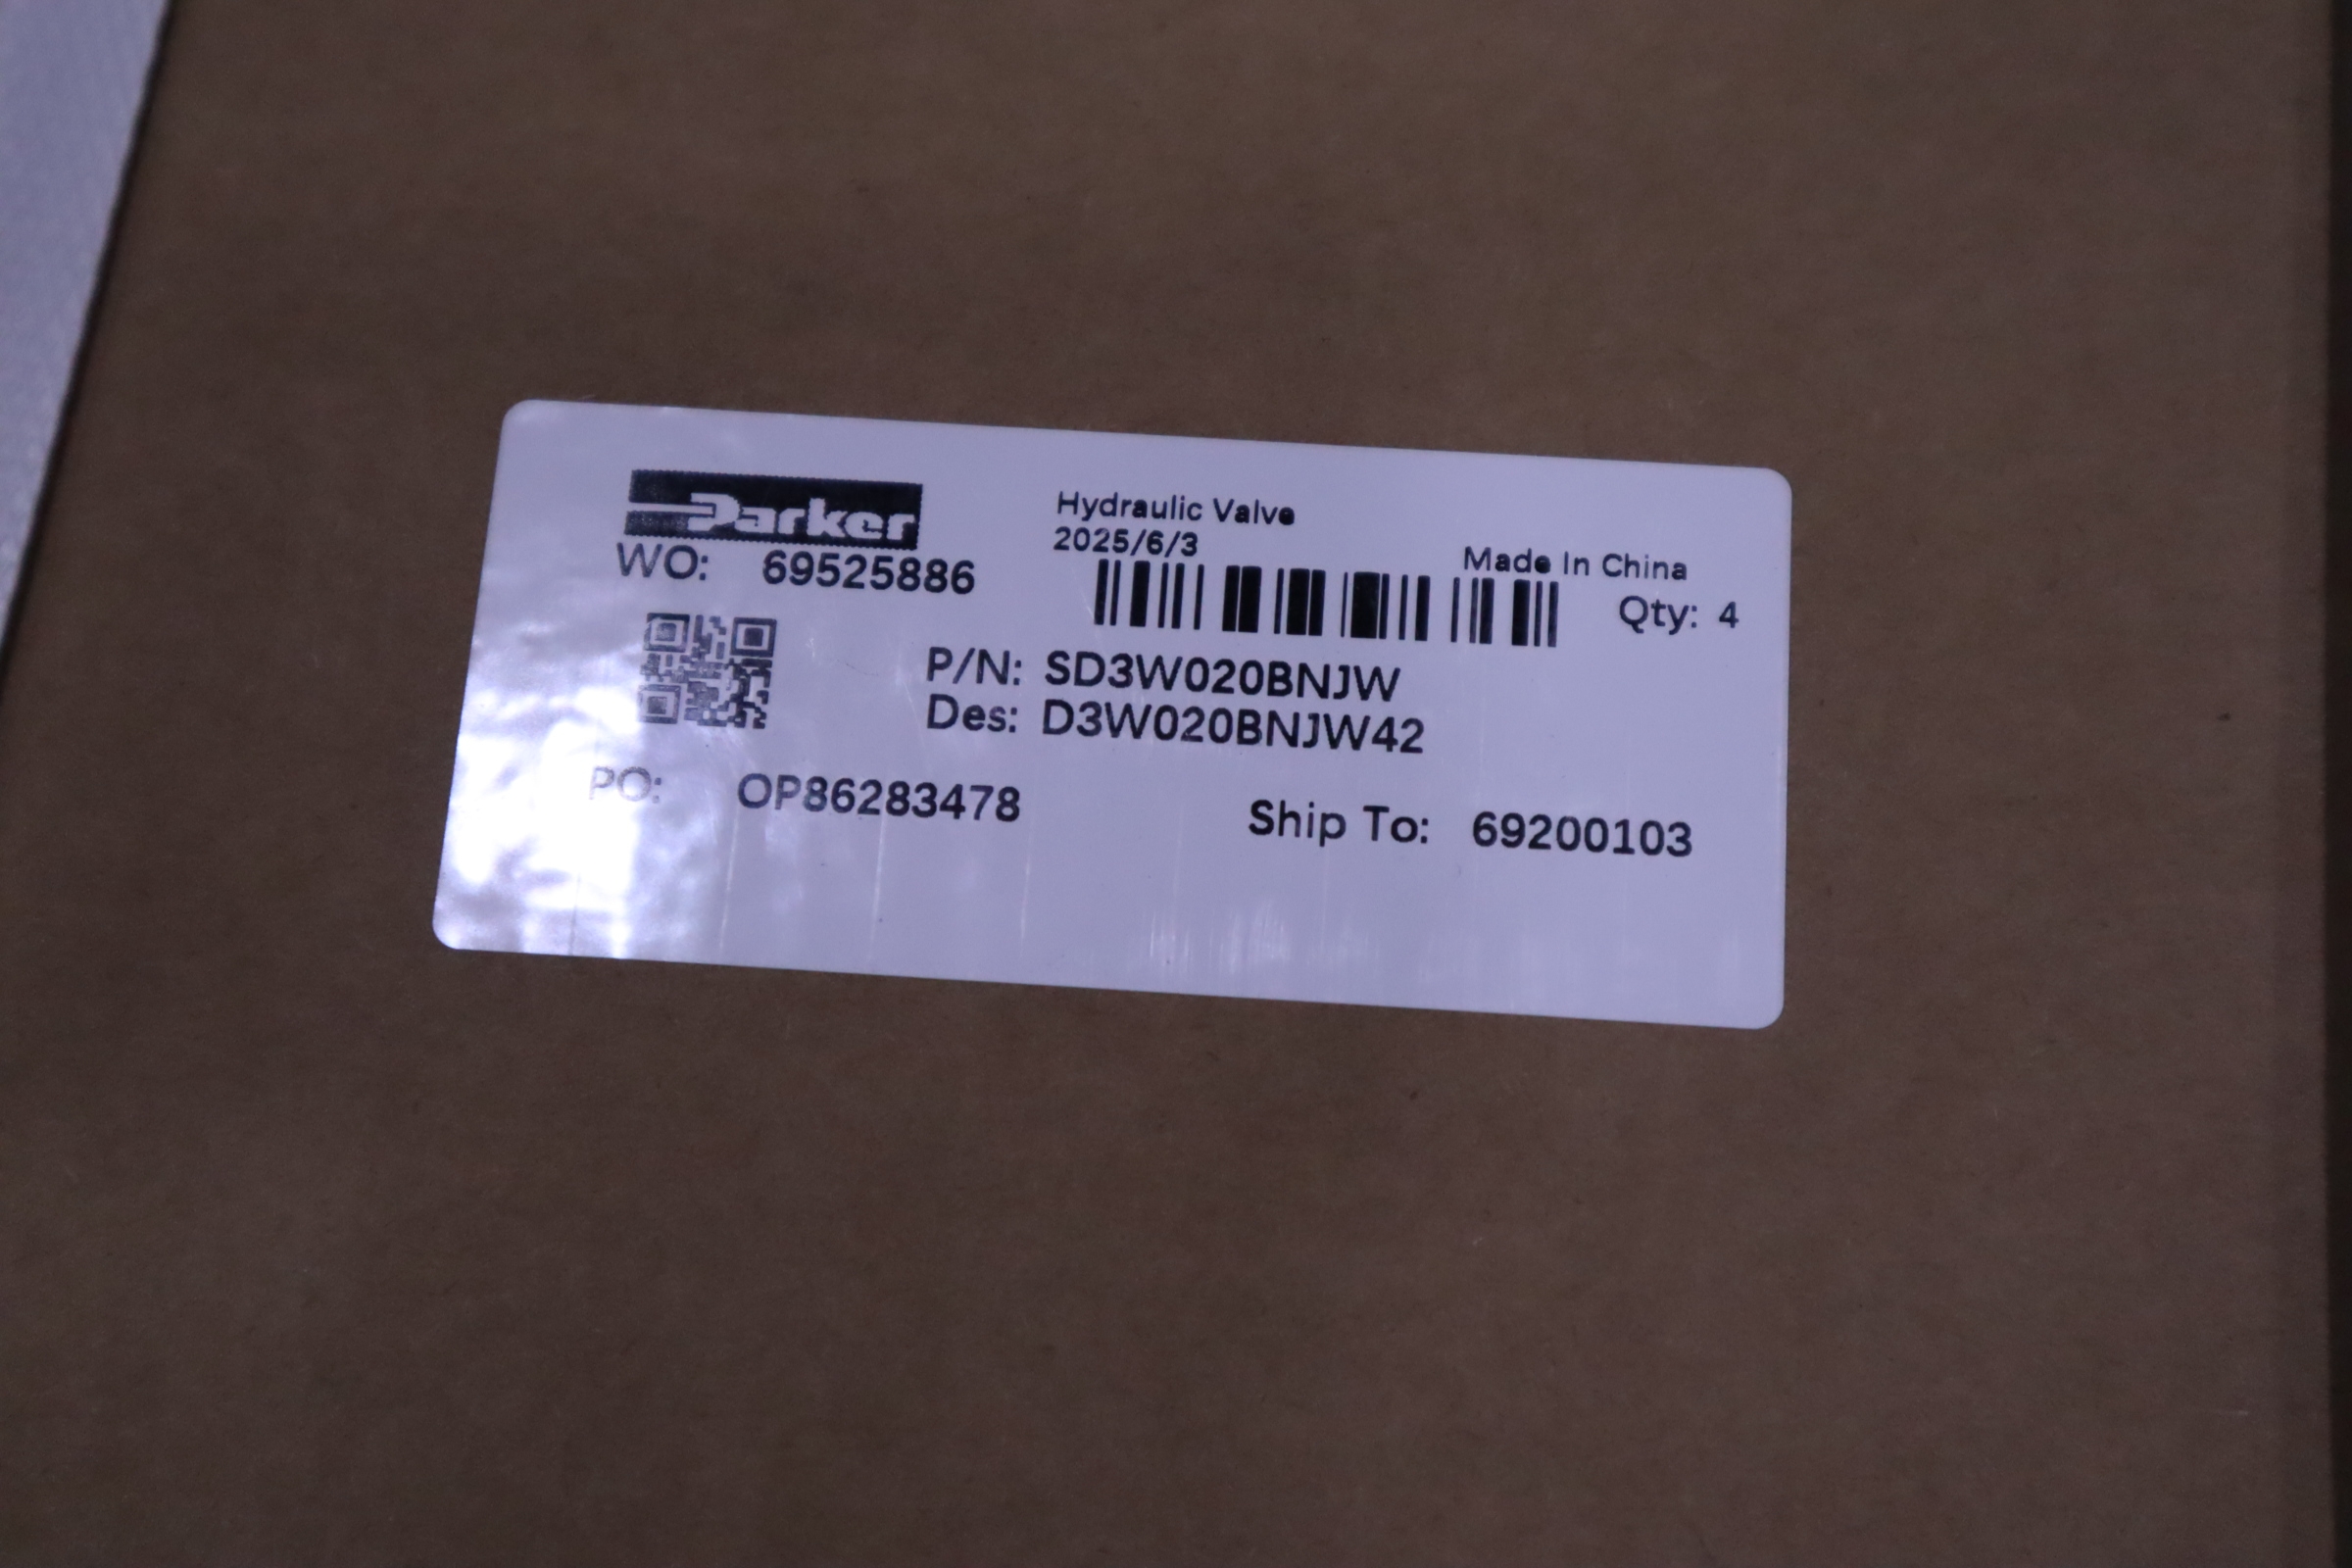 Parker
Hydraulic Valve
2025/6/3
Made In China
WO: 69525886
Qty: 4
P/N: SD3W020BNJW
Des: D3W020BNJW42
PO: OP86283478
Ship To: 69200103